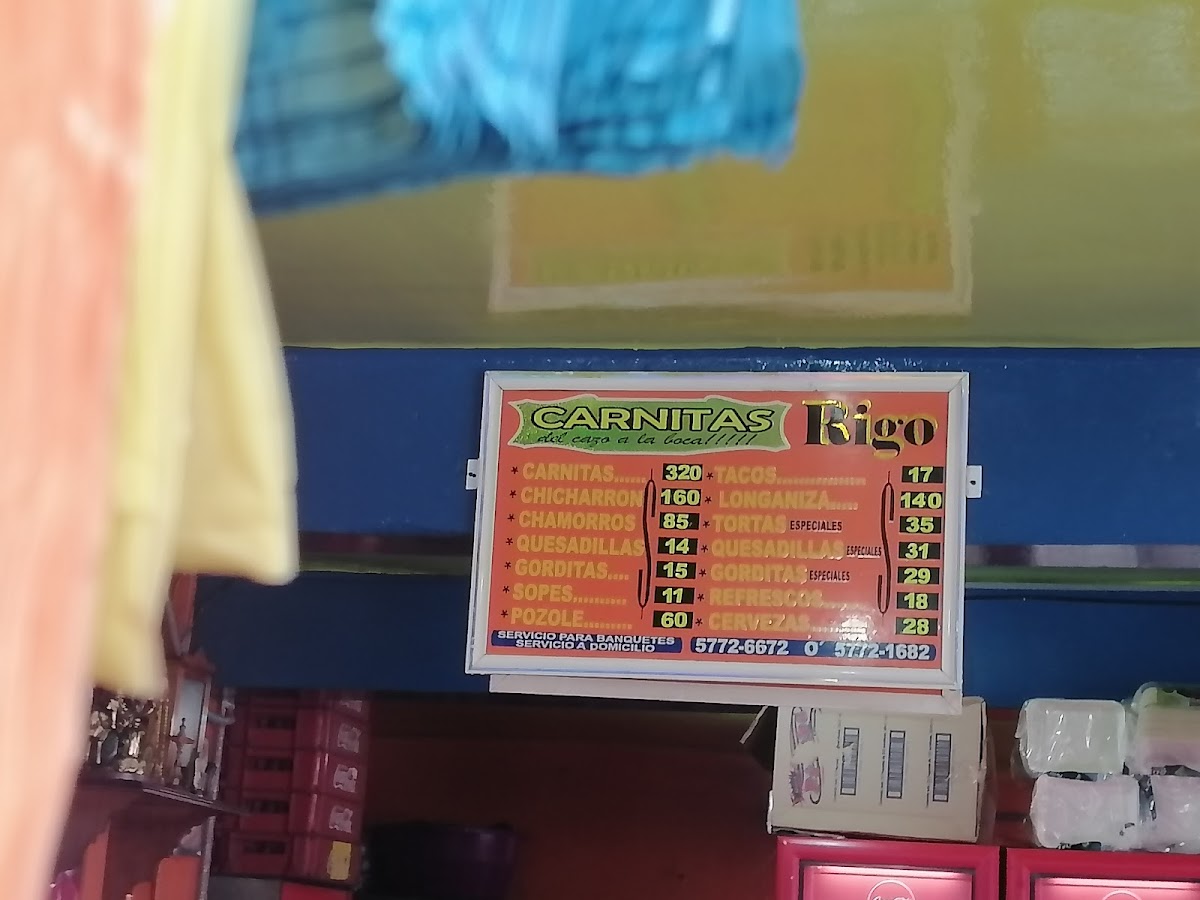 CARNITAS
del cazo a la boca!!!!!
Rigo
* CARNITAS...... 320
* CHICHARRON 160
* CHAMORROS 85
* QUESADILLAS 14
* GORDITAS.... 15
* SOPES.......... 11
* POZOLE......... 60
* TACOS................ 17
* LONGANIZA..... 140
* TORTAS ESPECIALES 35
* QUESADILLAS ESPECIALES 31
* GORDITAS ESPECIALES 29
* REFRESCOS..... 18
* CERVEZAS.......... 28
SERVICIO PARA BANQUETES
SERVICIO A DOMICILIO
5772-6672 O´ 5772-1682